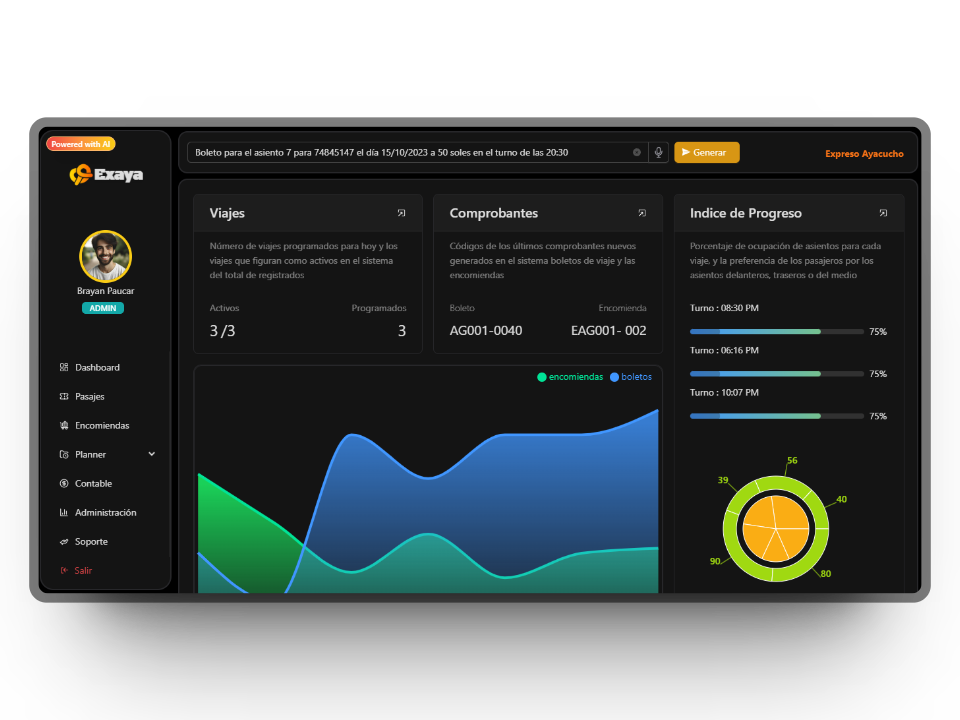 Powered with AI
Exaya
Brayan Paucar
ADMIN
Dashboard
Pasajes
Encomiendas
Planner
Contable
Administración
Soporte
Salir
Boleto para el asiento 7 para 74845147 el día 15/10/2023 a 50 soles en el turno de las 20:30
Generar
Expreso Ayacucho
Viajes
Número de viajes programados para hoy y los
viajes que figuran como activos en el sistema
del total de registrados
Activos
Programados
3 /3
3
Comprobantes
Códigos de los últimos comprobantes nuevos
generados en el sistema boletos de viaje y las
encomiendas
Boleto
Encomienda
AG001-0040
EAG001- 002
Indice de Progreso
Porcentaje de ocupación de asientos para cada
viaje, y la preferencia de los pasajeros por los
asientos delanteros, traseros o del medio
Turno : 08:30 PM
75%
Turno : 06:16 PM
75%
Turno : 10:07 PM
75%
encomiendas
boletos
56
39
40
90
80